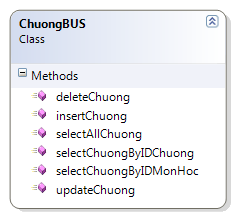 ChuongBUS
Class
Methods
deleteChuong
insertChuong
selectAllChuong
selectChuongByIDChuong
selectChuongByIDMonHoc
updateChuong